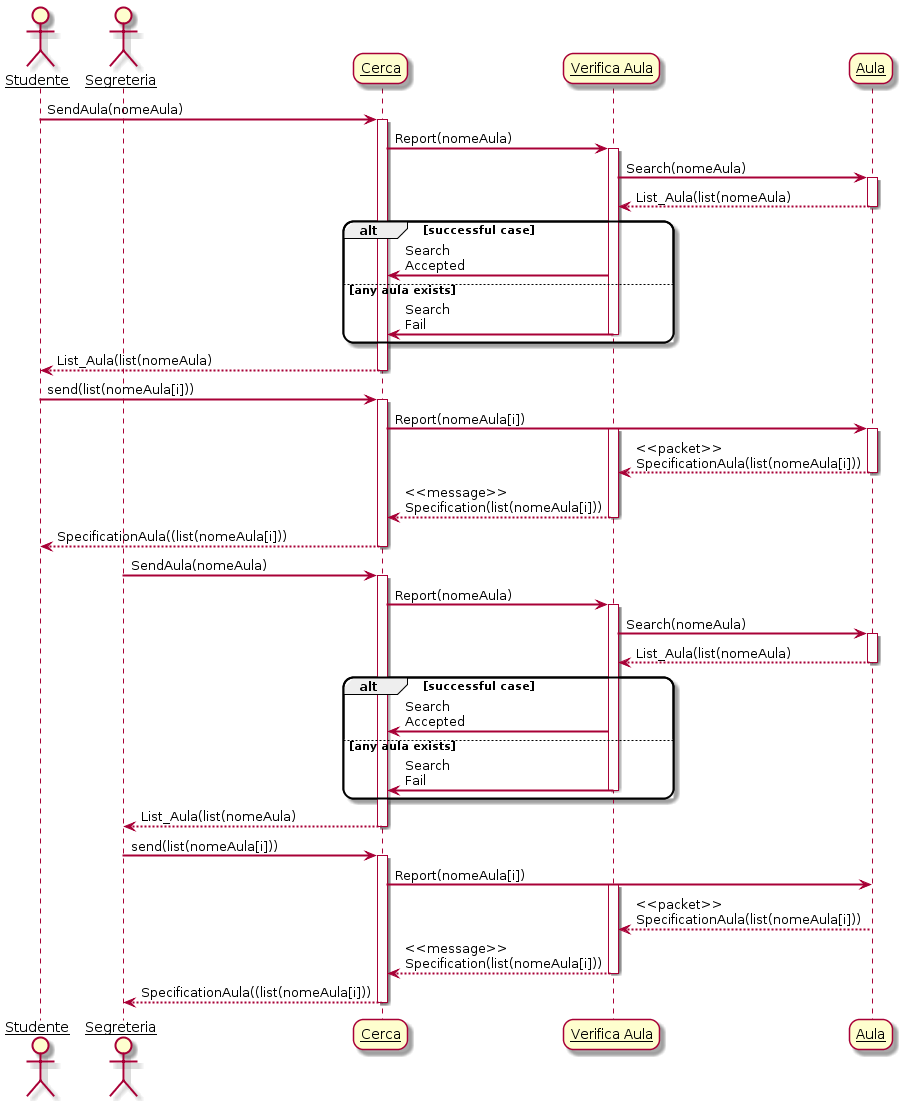 Studente
Segreteria
Cerca
Verifica Aula
Aula
SendAula(nomeAula)
Report(nomeAula)
Search(nomeAula)
List_Aula(list(nomeAula)
alt
[successful case]
Search
Accepted
[any aula exists]
Search
Fail
List_Aula(list(nomeAula)
send(list(nomeAula[i]))
Report(nomeAula[i])
<<packet>>
SpecificationAula(list(nomeAula[i]))
<<message>>
Specification(list(nomeAula[i]))
SpecificationAula((list(nomeAula[i]))
SendAula(nomeAula)
Report(nomeAula)
Search(nomeAula)
List_Aula(list(nomeAula)
alt
[successful case]
Search
Accepted
[any aula exists]
Search
Fail
List_Aula(list(nomeAula)
send(list(nomeAula[i]))
Report(nomeAula[i])
<<packet>>
SpecificationAula(list(nomeAula[i]))
<<message>>
Specification(list(nomeAula[i]))
SpecificationAula((list(nomeAula[i]))
Studente
Segreteria
Cerca
Verifica Aula
Aula